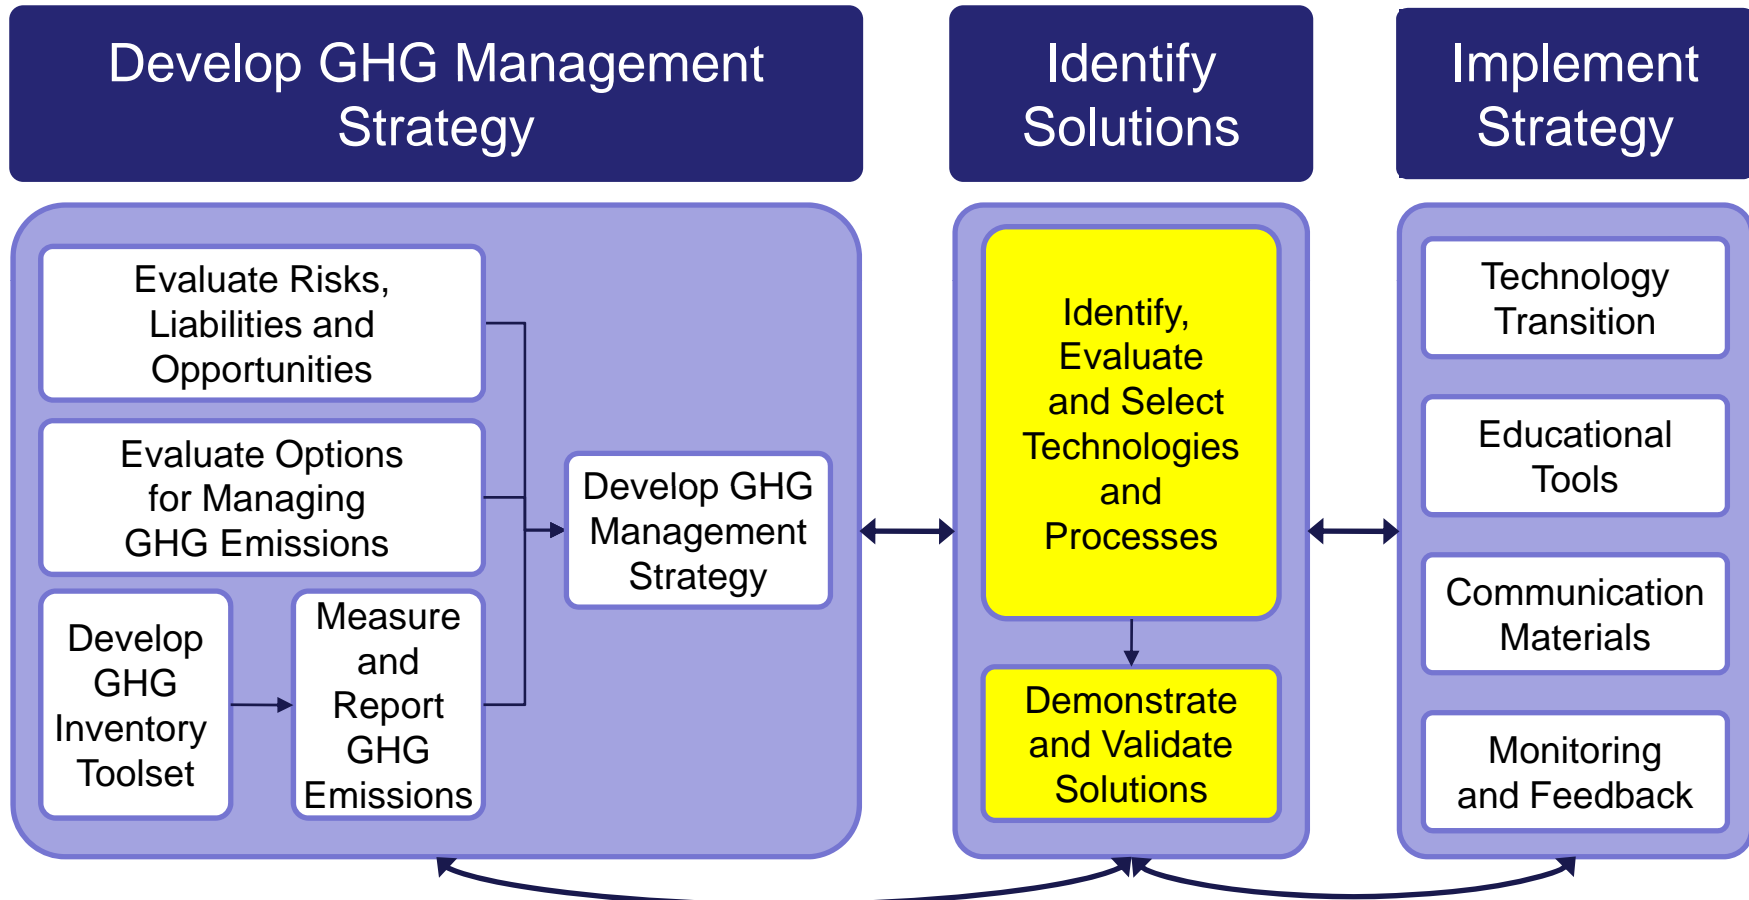 Develop GHG Management
Strategy
Identify
Solutions
Implement
Strategy
Evaluate Risks,
Liabilities and
Opportunities
Evaluate Options
for Managing
GHG Emissions
Develop
GHG
Inventory
Toolset
Measure
and
Report
GHG
Emissions
Develop GHG
Management
Strategy
Identify,
Evaluate
and Select
Technologies
and
Processes
Demonstrate
and Validate
Solutions
Technology
Transition
Educational
Tools
Communication
Materials
Monitoring
and Feedback